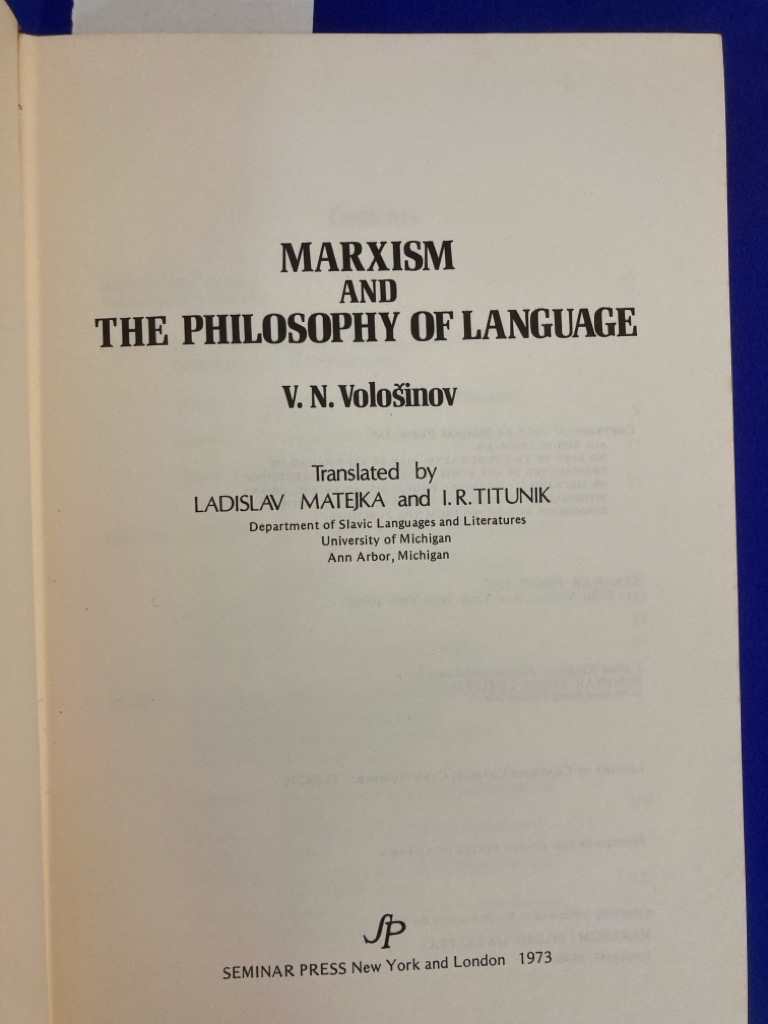 MARXISM
AND
THE PHILOSOPHY OF LANGUAGE
V. N. Vološinov
Translated by
LADISLAV MATEJKA and I. R. TITUNIK
Department of Slavic Languages and Literatures
University of Michigan
Ann Arbor, Michigan
SP
SEMINAR PRESS New York and London 1973